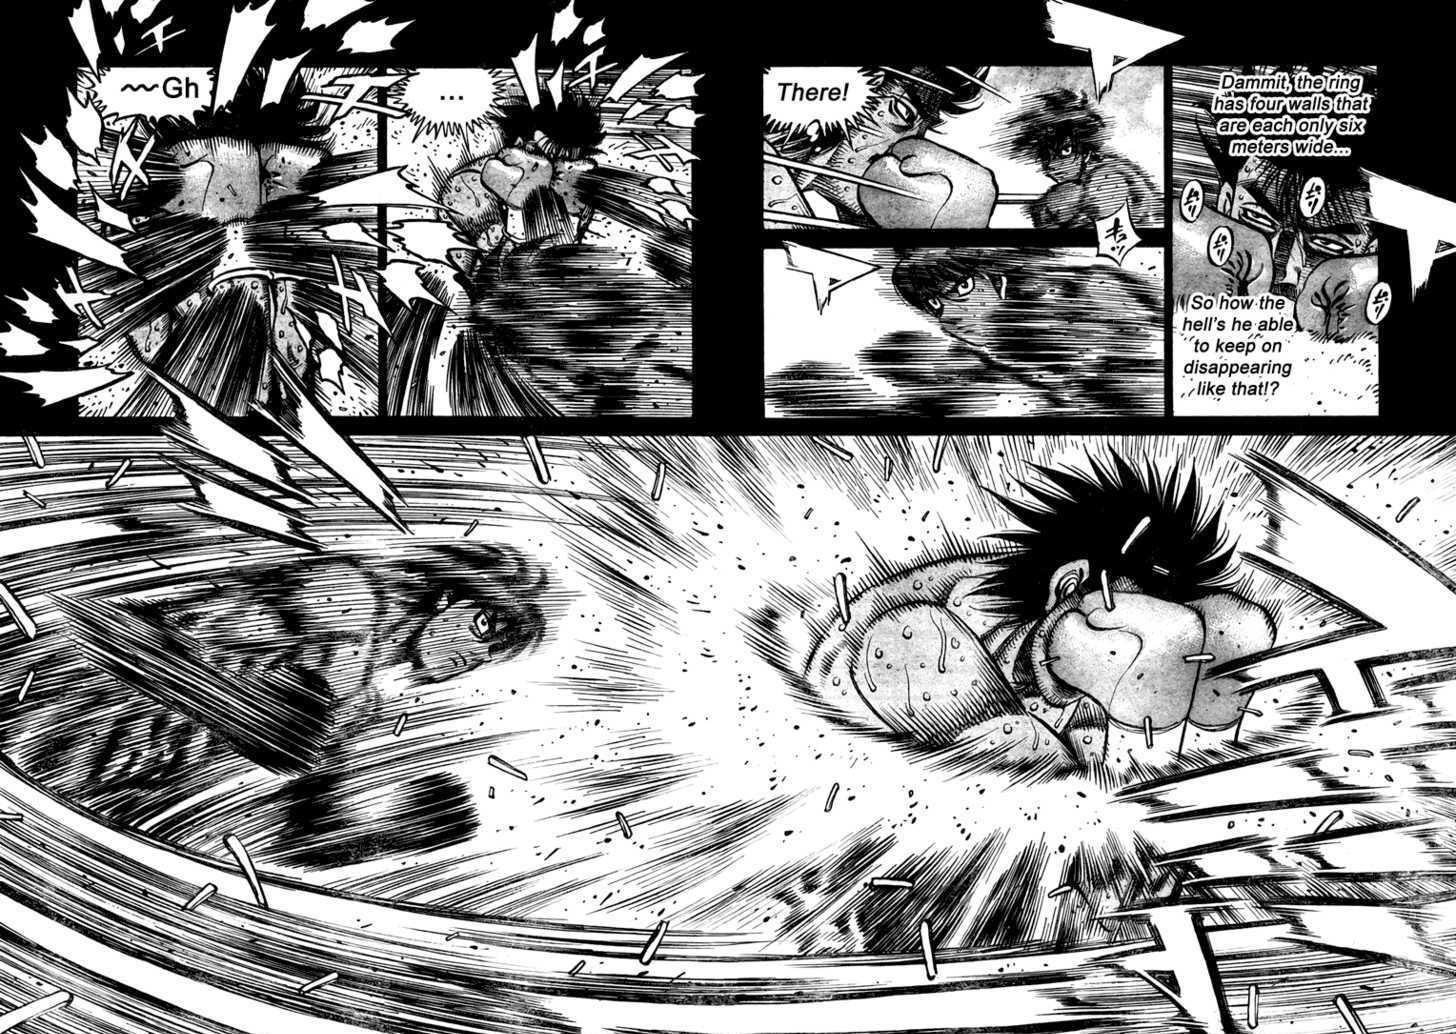 Dammit, the ring
has four walls that
are each only six
meters wide...
So how the
hell's he able
to keep on
disappearing
like that!?
There!
...
~Gh